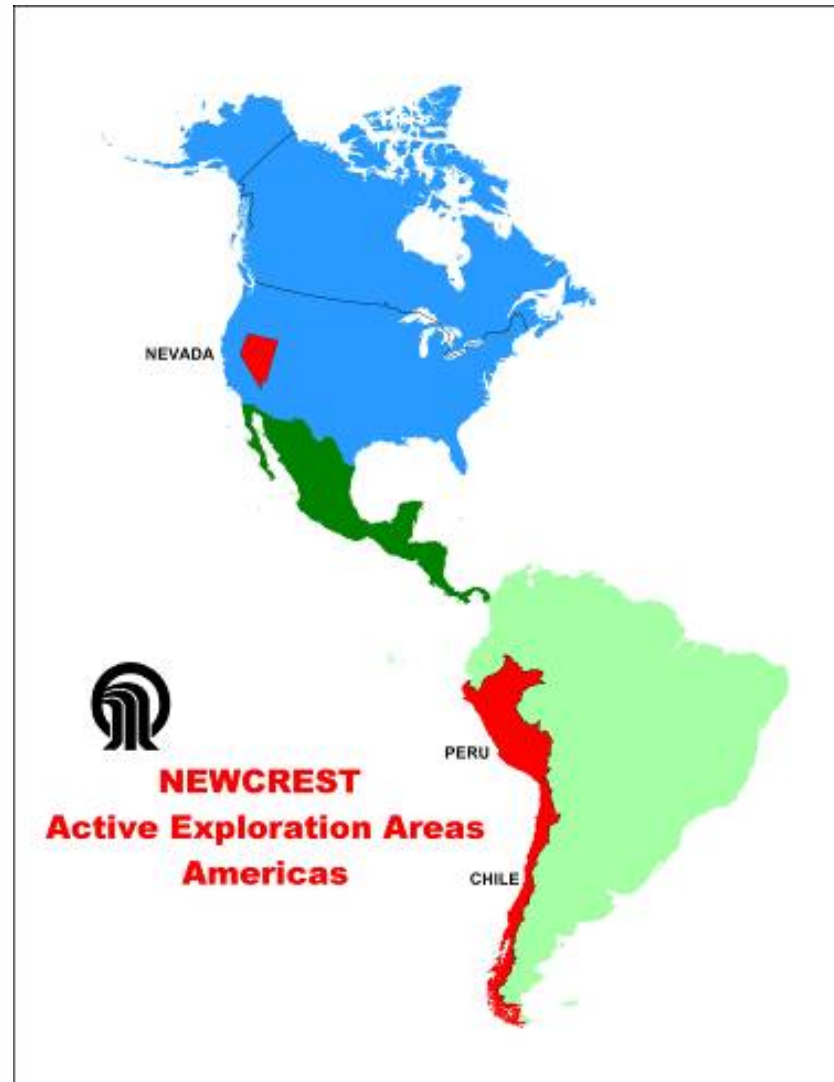 NEVADA
PERU
NEWCREST
Active Exploration Areas
Americas
CHILE